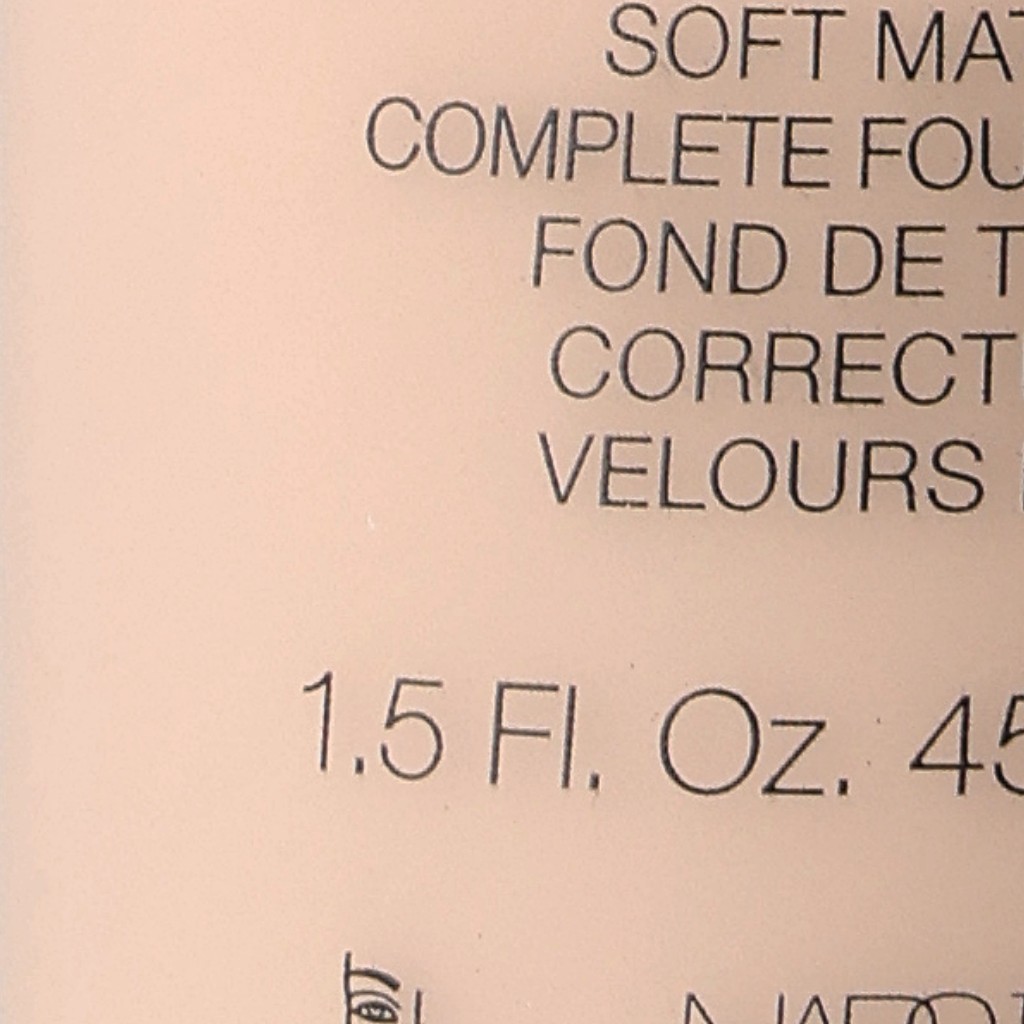 SOFT MAT
COMPLETE FOU
FOND DE T
CORRECT
VELOURS
1.5 Fl. Oz. 45